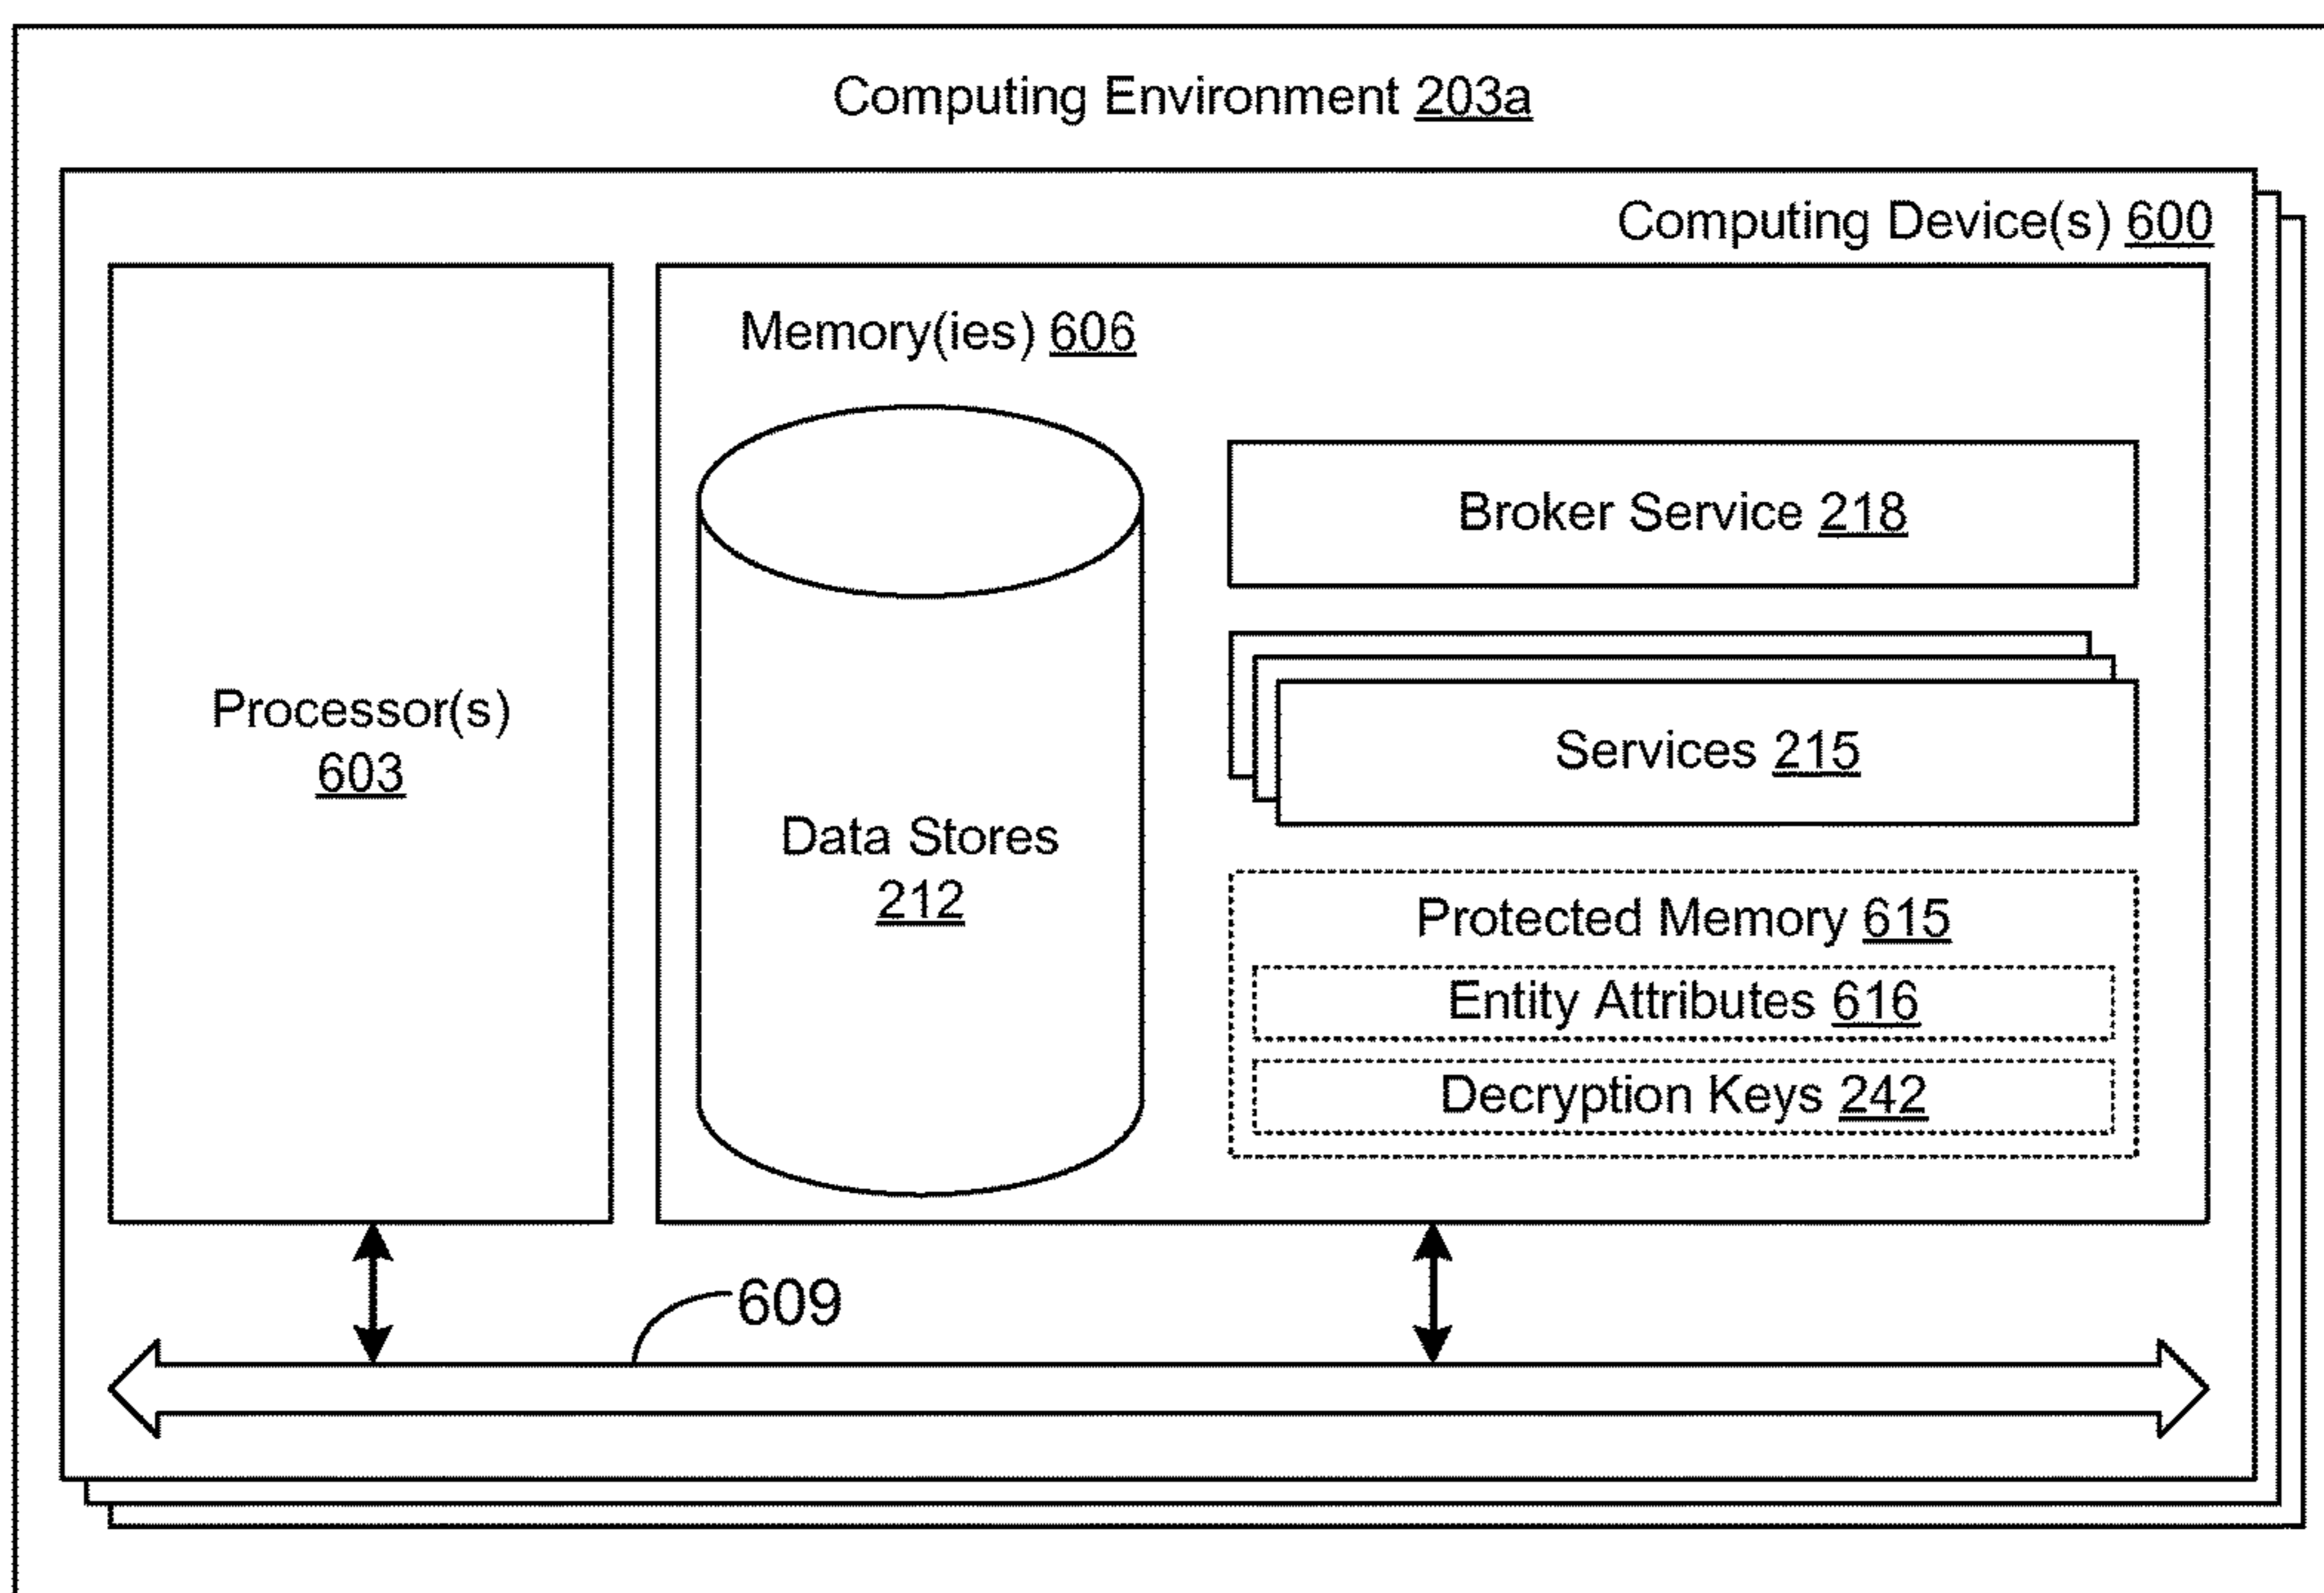 Computing Environment 203a
Computing Device(s) 600
Memory(ies) 606
Processor(s)
603
Data Stores
212
Broker Service 218
Services 215
Protected Memory 615
Entity Attributes 616
Decryption Keys 242
609